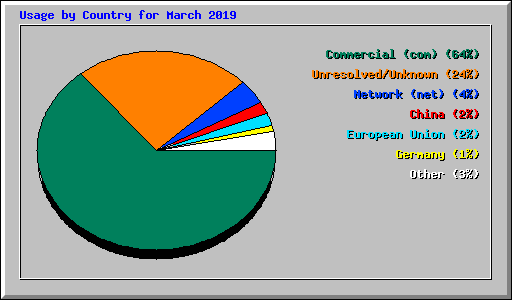 Usage by Country for March 2019
Commercial (com) (64%)
Unresolved/Unknown (24%)
Network (net) (4%)
China (2%)
European Union (2%)
Germany (1%)
Other (3%)